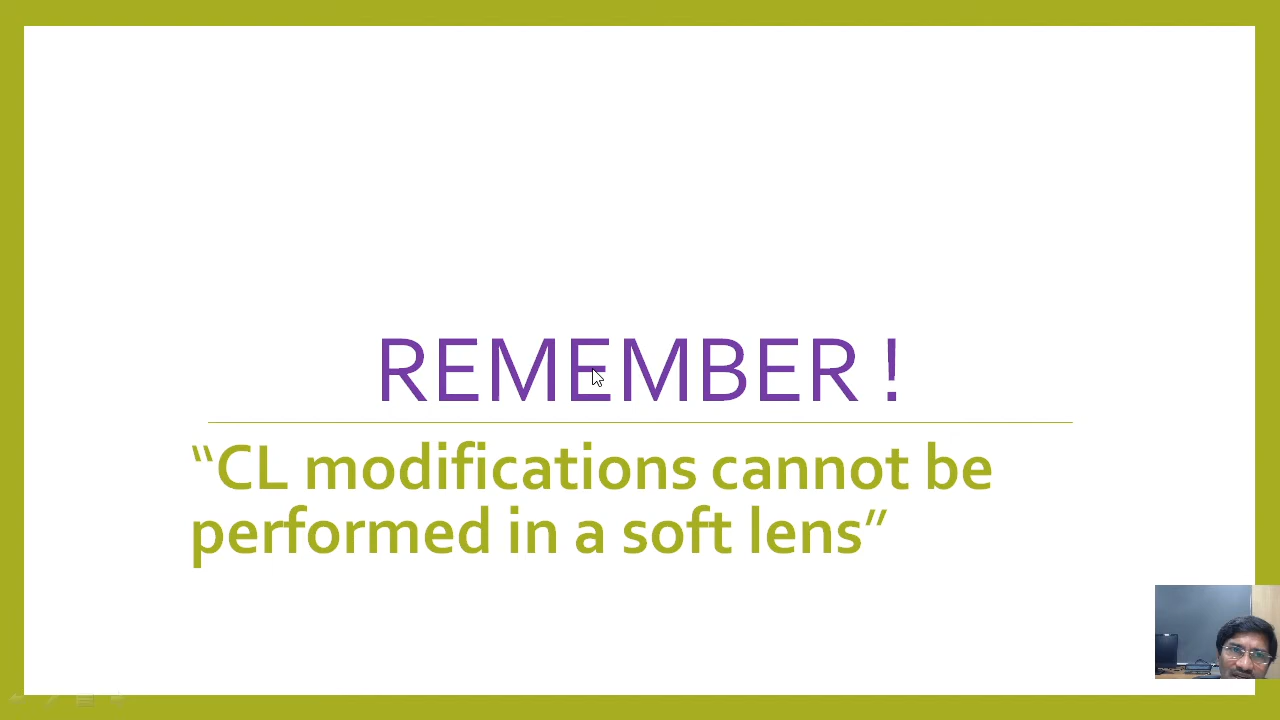 REMEMBER !
“CL modifications cannot be
performed in a soft lens”